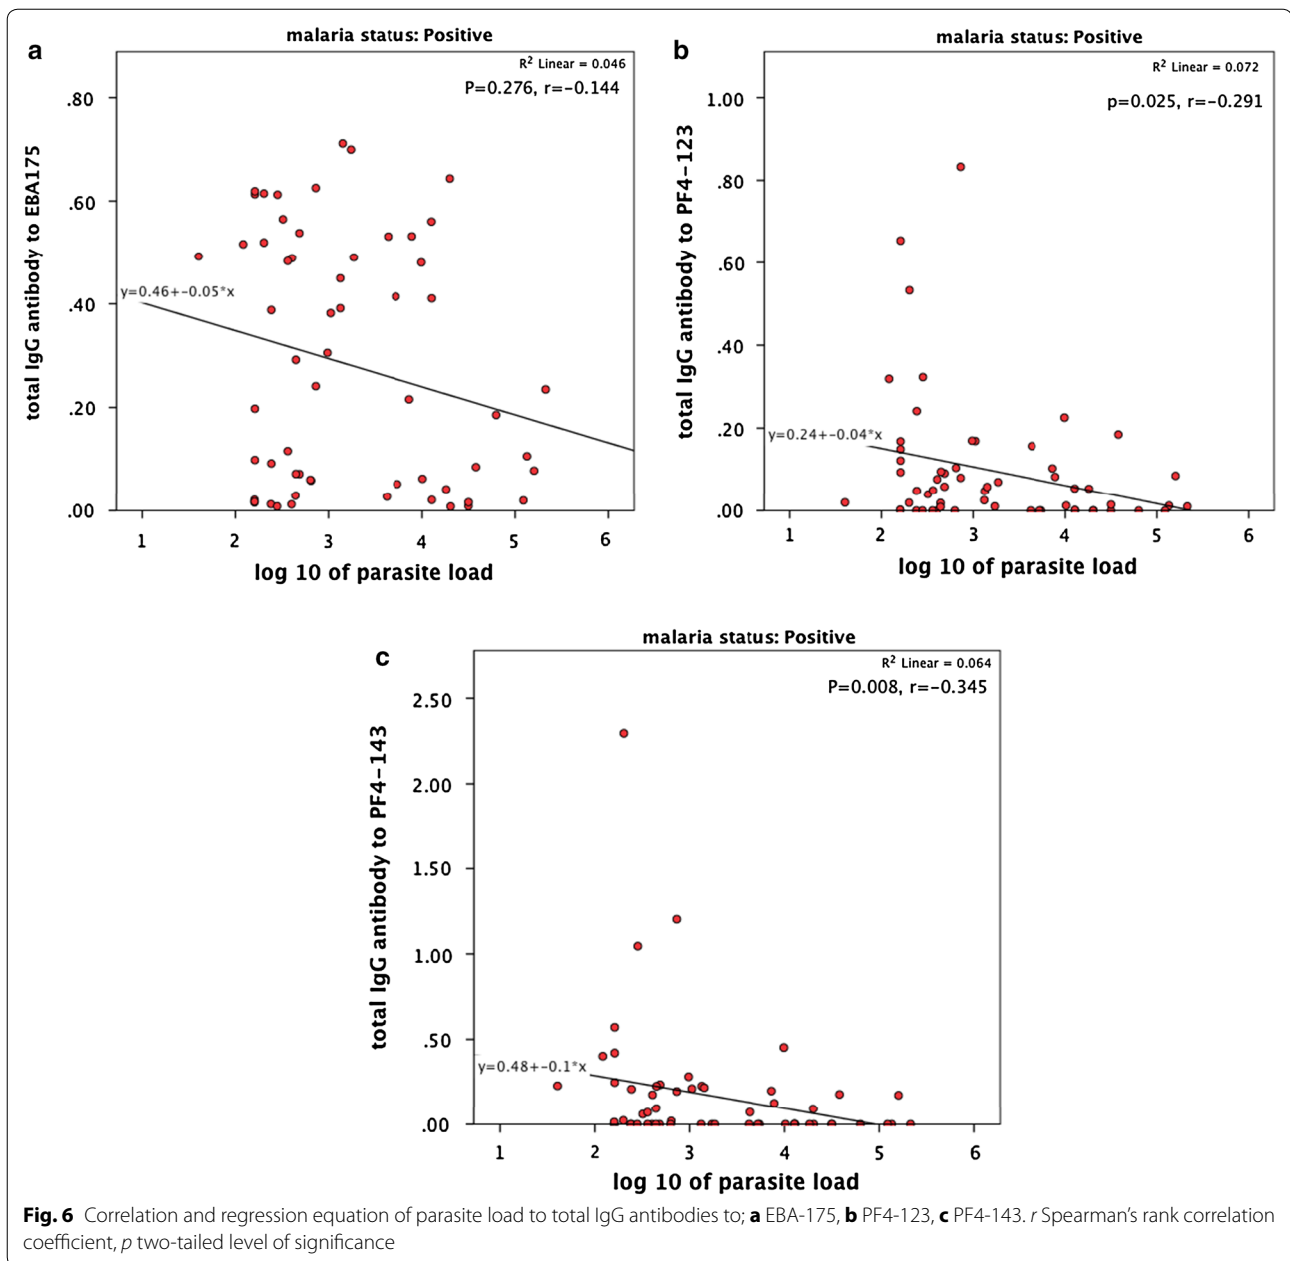 a
malaria status: Positive
R² Linear = 0.046
P=0.276, r=-0.144
total IgG antibody to EBA175
.80
.60
.40
.20
.00
y=0.46+-0.05*x
1 2 3 4 5 6
log 10 of parasite load
b
malaria status: Positive
R² Linear = 0.072
p=0.025, r=-0.291
total IgG antibody to PF4-123
1.00
.80
.60
.40
.20
.00
y=0.24+-0.04*x
1 2 3 4 5 6
log 10 of parasite load
c
malaria status: Positive
R² Linear = 0.064
P=0.008, r=-0.345
total IgG antibody to PF4-143
2.50
2.00
1.50
1.00
.50
.00
y=0.48+-0.1*x
1 2 3 4 5 6
log 10 of parasite load
Fig. 6 Correlation and regression equation of parasite load to total IgG antibodies to; a EBA-175, b PF4-123, c PF4-143. r Spearman's rank correlation
coefficient, p two-tailed level of significance